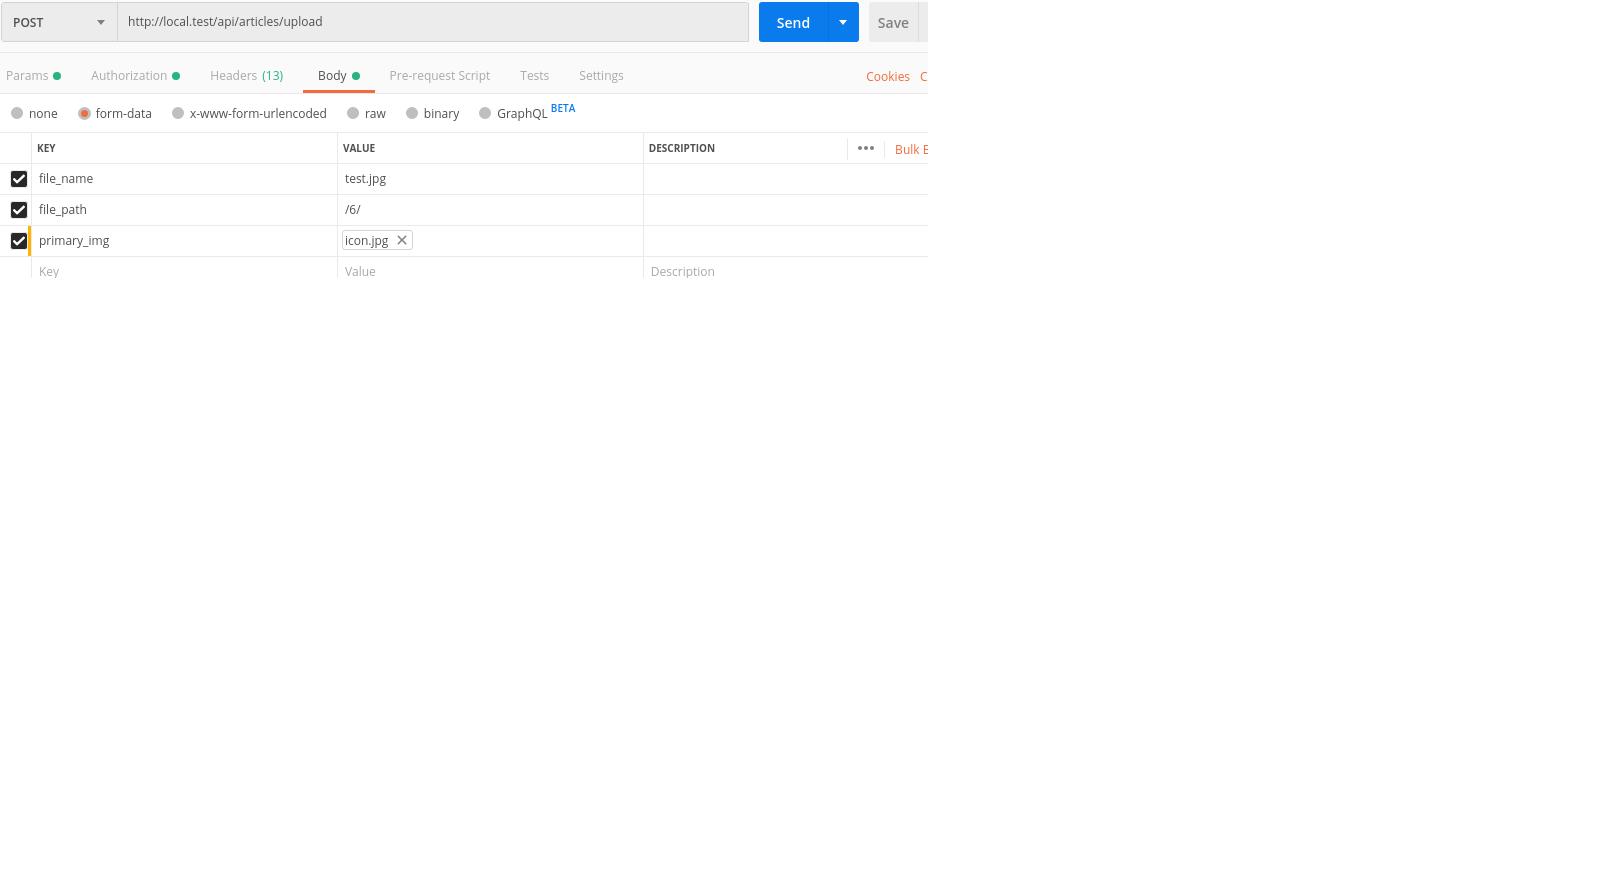 POST http://local.test/api/articles/upload Send Save
Params Authorization Headers (13) Body Pre-request Script Tests Settings Cookies C
none form-data x-www-form-urlencoded raw binary GraphQL BETA
KEY VALUE DESCRIPTION Bulk E
file_name test.jpg
file_path /6/
primary_img icon.jpg
Key Value Description